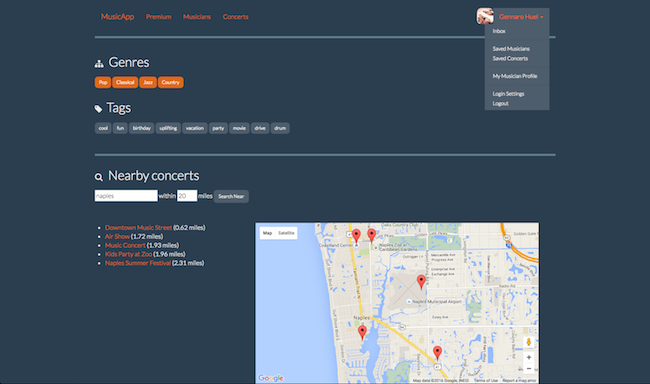 MusicApp Premium Musicians Concerts Gennaro Huel
Inbox
Saved Musicians
Saved Concerts
My Musician Profile
Login Settings
Logout
Genres
Pop Classical Jazz Country
Tags
cool fun birthday uplifting vacation party movie drive drum
Nearby concerts
naples within 20 miles Search Near
Downtown Music Street (0.62 miles)
Air Show (1.72 miles)
Music Concert (1.93 miles)
Kids Party at Zoo (1.96 miles)
Naples Summer Festival (2.31 miles)
Map Satellite
Naples Municipal Airport
Naples
Google
Map data ©2016 Google, INEGI Terms of Use Report a map error